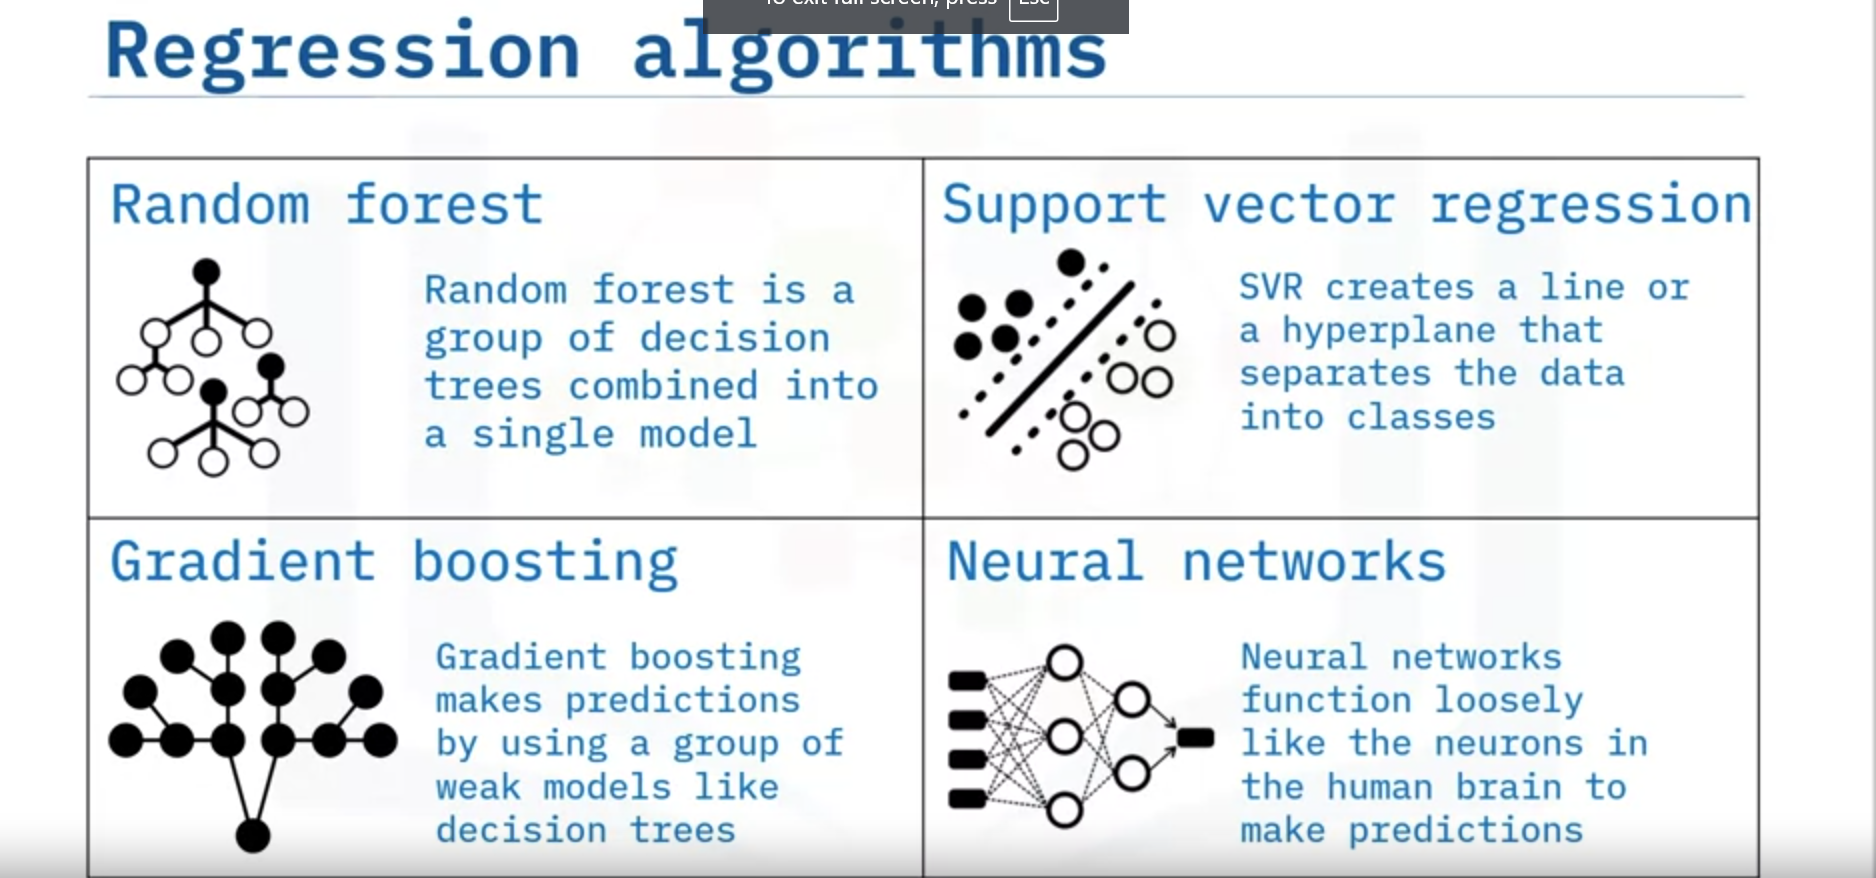 To exit full screen, press Esc
Regression algorithms
Random forest
Random forest is a
group of decision
trees combined into
a single model
Support vector regression
SVR creates a line or
a hyperplane that
separates the data
into classes
Gradient boosting
Gradient boosting
makes predictions
by using a group of
weak models like
decision trees
Neural networks
Neural networks
function loosely
like the neurons in
the human brain to
make predictions